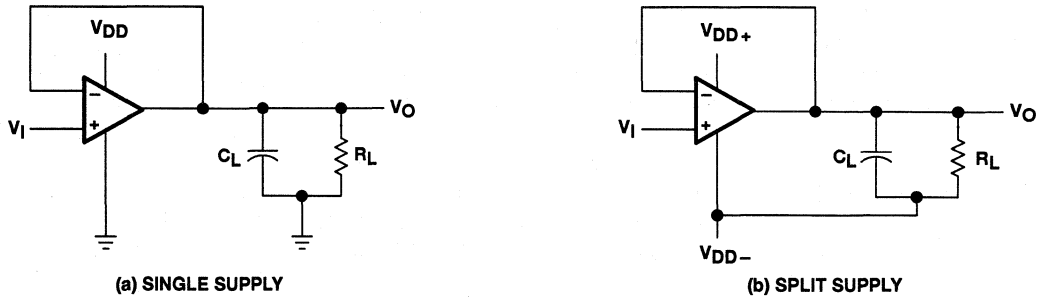 VDD
−
+
VI
VO
CL
RL
(a) SINGLE SUPPLY
VDD+
−
+
VI
VO
CL
RL
VDD−
(b) SPLIT SUPPLY